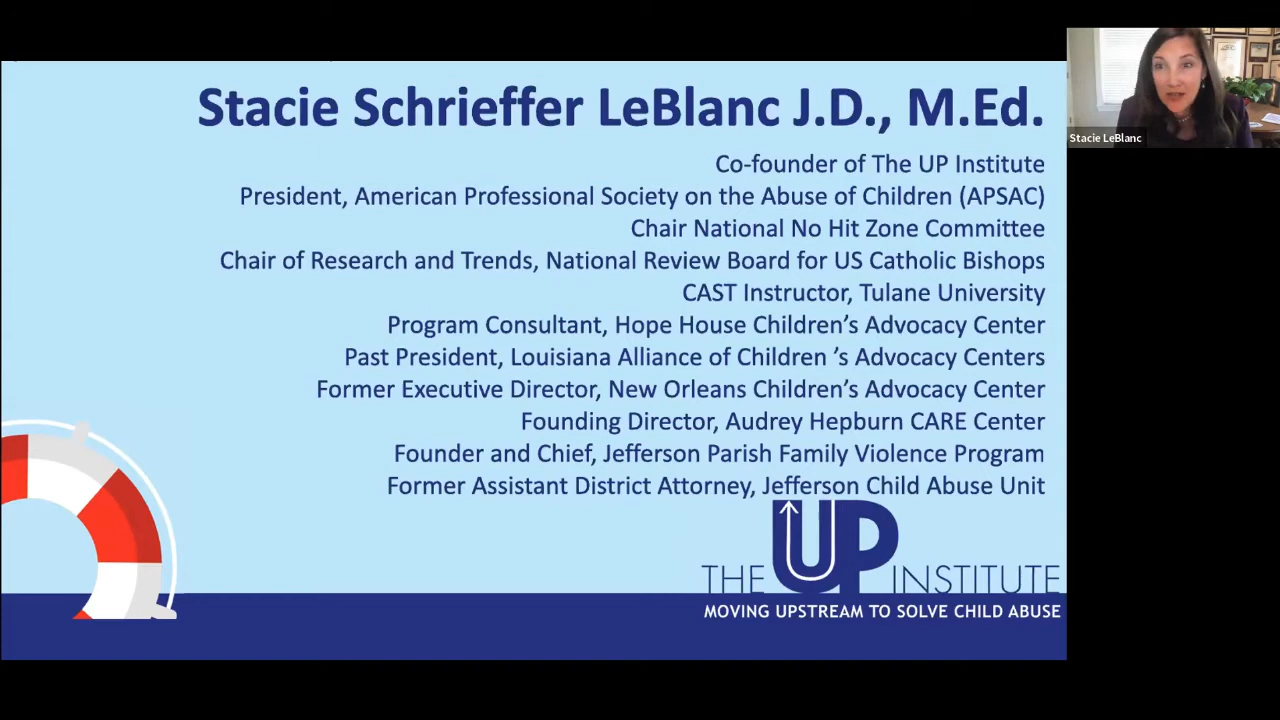 Stacie Schrieffer LeBlanc J.D., M.Ed.
Stacie LeBlanc
Co-founder of The UP Institute
President, American Professional Society on the Abuse of Children (APSAC)
Chair National No Hit Zone Committee
Chair of Research and Trends, National Review Board for US Catholic Bishops
CAST Instructor, Tulane University
Program Consultant, Hope House Children’s Advocacy Center
Past President, Louisiana Alliance of Children ’s Advocacy Centers
Former Executive Director, New Orleans Children’s Advocacy Center
Founding Director, Audrey Hepburn CARE Center
Founder and Chief, Jefferson Parish Family Violence Program
Former Assistant District Attorney, Jefferson Child Abuse Unit
THE UP INSTITUTE
MOVING UPSTREAM TO SOLVE CHILD ABUSE